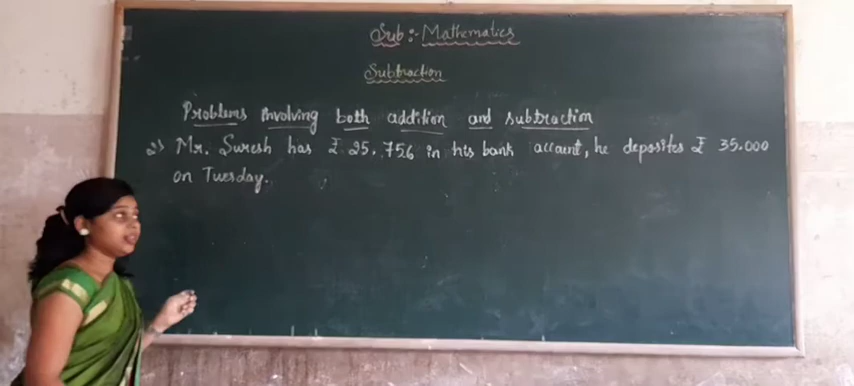 Sub :- Mathematics
Subtraction
Problems involving both addition and subtraction
2) Mr. Suresh has ₹ 25,756 in his bank account, he deposites ₹ 35,000
on Tuesday.